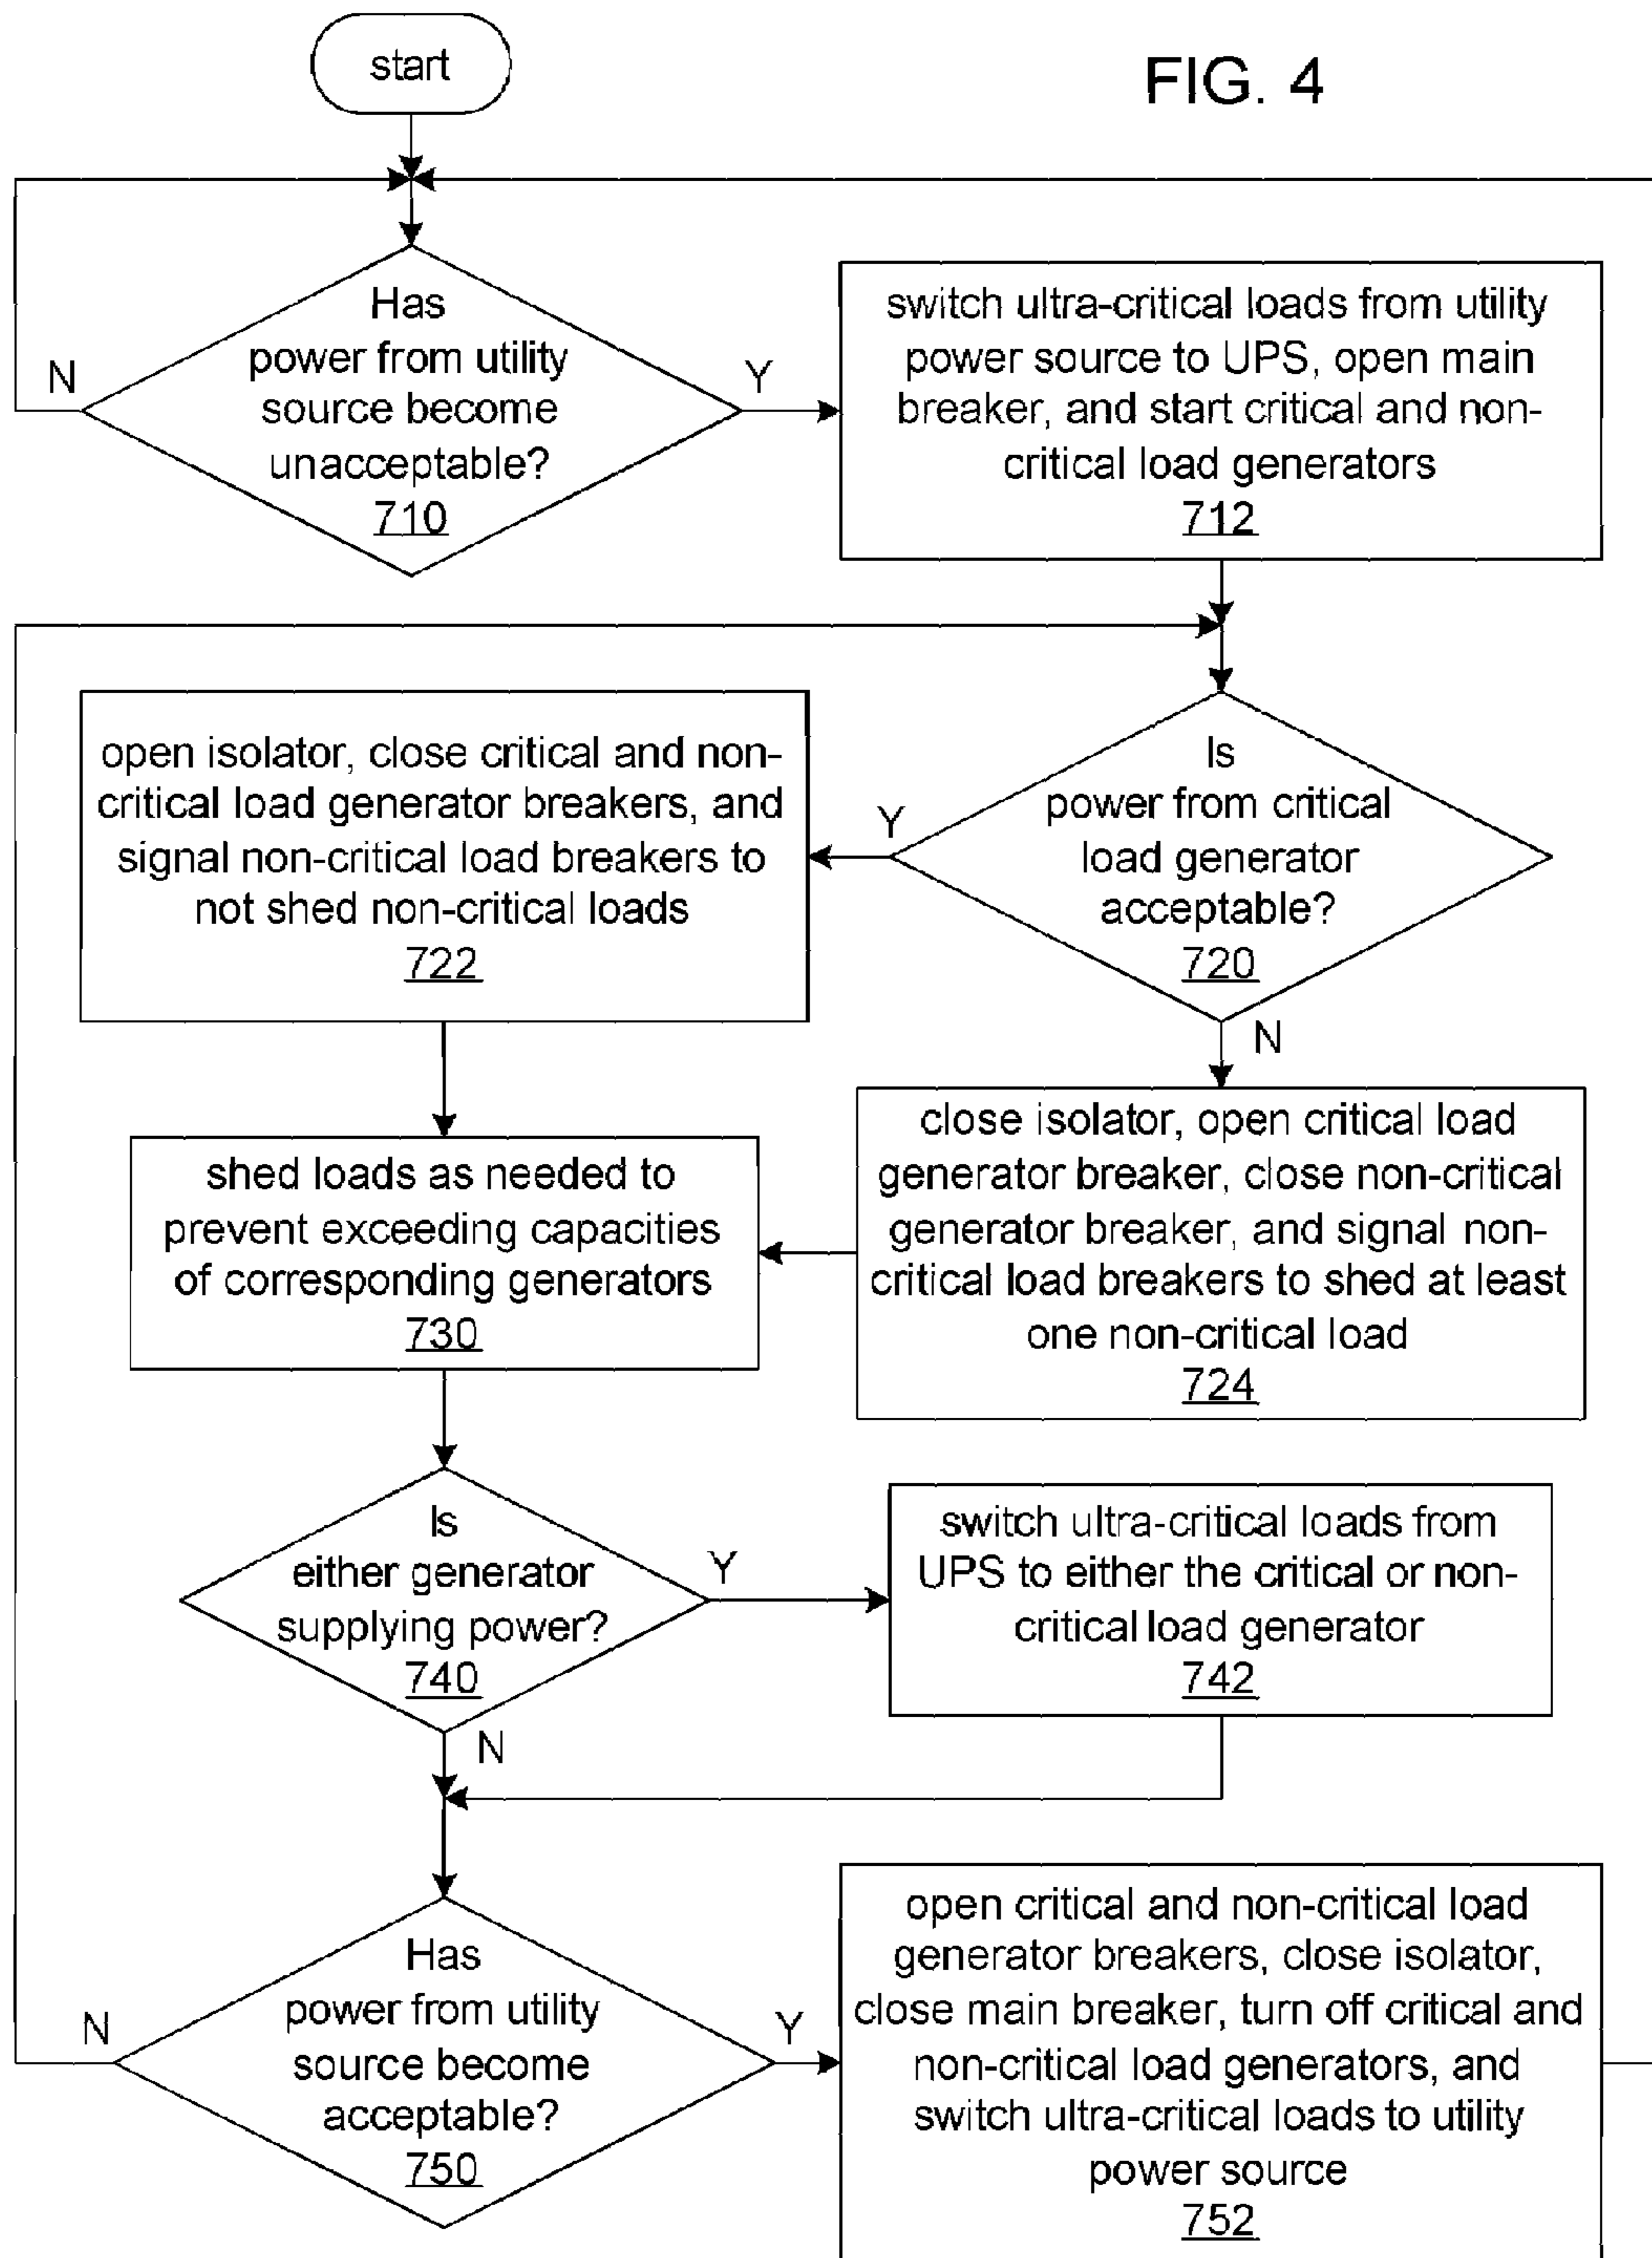 start
FIG. 4
Has
power from utility
source become
unacceptable?
710
N
Y
switch ultra-critical loads from utility
power source to UPS, open main
breaker, and start critical and non-
critical load generators
712
Is
power from critical
load generator
acceptable?
720
Y
N
open isolator, close critical and non-
critical load generator breakers, and
signal non-critical load breakers to
not shed non-critical loads
722
close isolator, open critical load
generator breaker, close non-critical
generator breaker, and signal non-
critical load breakers to shed at least
one non-critical load
724
shed loads as needed to
prevent exceeding capacities
of corresponding generators
730
Is
either generator
supplying power?
740
Y
N
switch ultra-critical loads from
UPS to either the critical or non-
critical load generator
742
Has
power from utility
source become
acceptable?
750
N
Y
open critical and non-critical load
generator breakers, close isolator,
close main breaker, turn off critical and
non-critical load generators, and
switch ultra-critical loads to utility
power source
752